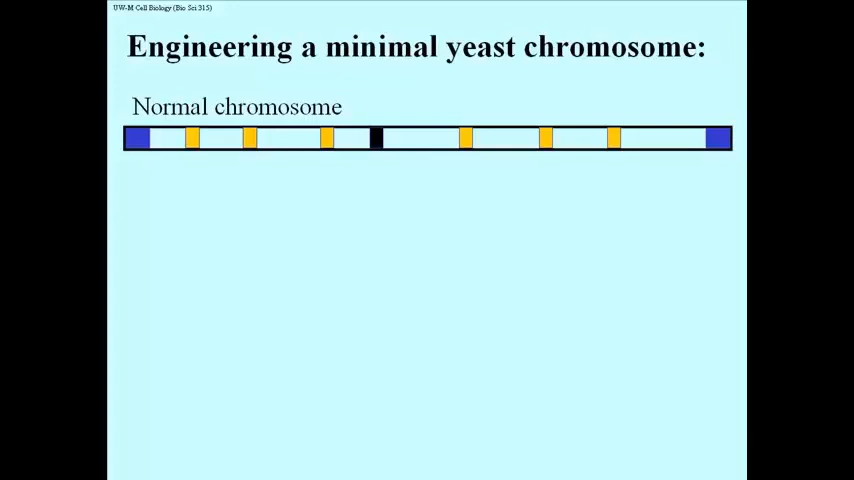 UW-M Cell Biology (Bio Sci 315)
Engineering a minimal yeast chromosome:
Normal chromosome